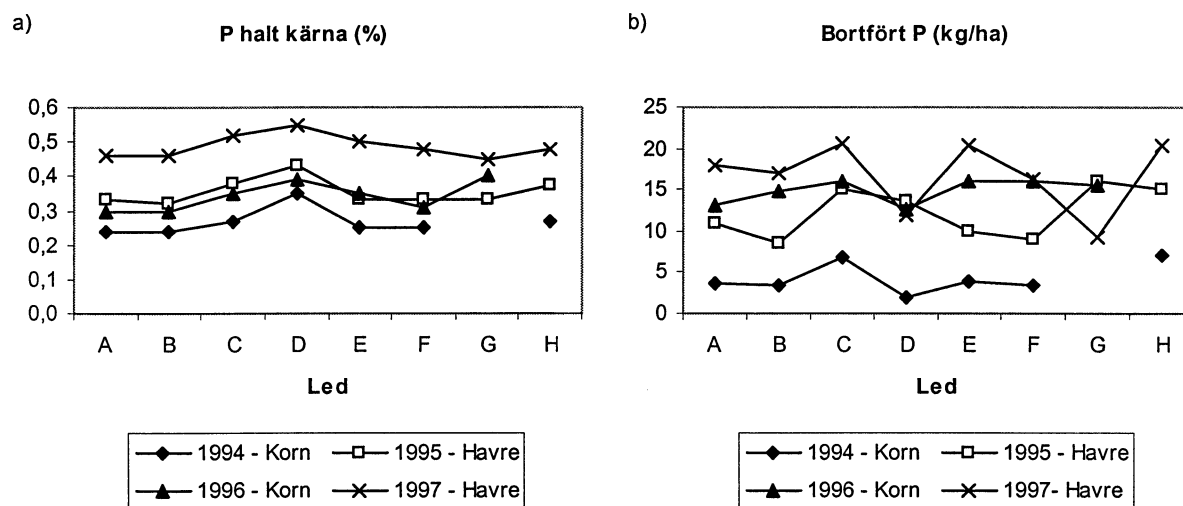 a)
P halt kärna (%)
0,6
0,5
0,4
0,3
0,2
0,1
0,0
A B C D E F G H
Led
1994 - Korn 1995 - Havre
1996 - Korn 1997 - Havre
b)
Bortfört P (kg/ha)
25
20
15
10
5
0
A B C D E F G H
Led
1994 - Korn 1995 - Havre
1996 - Korn 1997- Havre